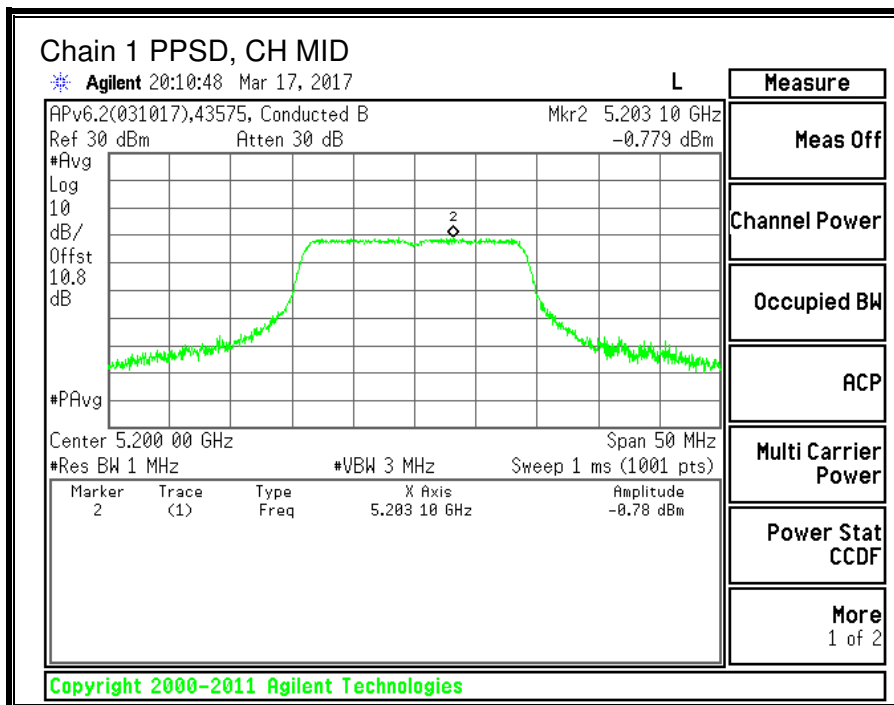 Chain 1 PPSD, CH MID
Agilent 20:10:48 Mar 17, 2017 L
Measure
APv6.2(031017),43575, Conducted B Mkr2 5.203 10 GHz
Ref 30 dBm Atten 30 dB -0.779 dBm
Meas Off
#Avg
Log
10
dB/
Offst
10.8
dB
2
#PAvg
Channel Power
Occupied BW
ACP
Center 5.200 00 GHz Span 50 MHz
#Res BW 1 MHz #VBW 3 MHz Sweep 1 ms (1001 pts)
Multi Carrier
Power
Marker Trace Type X Axis Amplitude
2 (1) Freq 5.203 10 GHz -0.78 dBm
Power Stat
CCDF
More
1 of 2
Copyright 2000-2011 Agilent Technologies